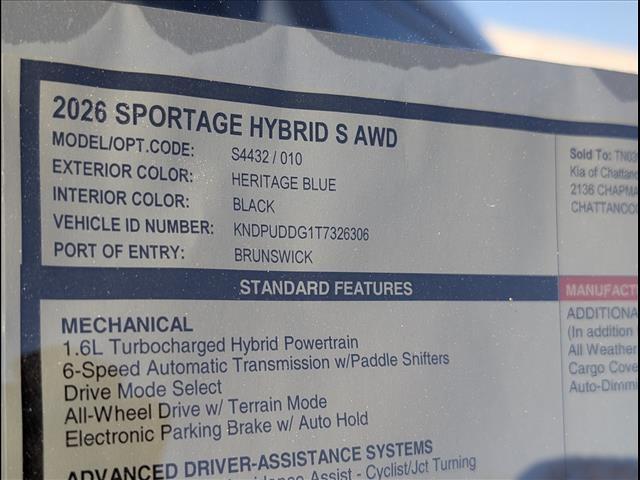 2026 SPORTAGE HYBRID S AWD
MODEL/OPT.CODE: S4432 / 010
EXTERIOR COLOR: HERITAGE BLUE
INTERIOR COLOR: BLACK
VEHICLE ID NUMBER: KNDPUDDG1T7326306
PORT OF ENTRY: BRUNSWICK
Sold To: TN0
Kia of Chattan
2136 CHAPMA
CHATTANOO
STANDARD FEATURES
MECHANICAL
1.6L Turbocharged Hybrid Powertrain
6-Speed Automatic Transmission w/Paddle Shifters
Drive Mode Select
All-Wheel Drive w/ Terrain Mode
Electronic Parking Brake w/ Auto Hold
ADVANCED DRIVER-ASSISTANCE SYSTEMS
Assist - Cyclist/Jct Turning
MANUFACT
ADDITIONA
(In addition
All Weather
Cargo Cove
Auto-Dimm